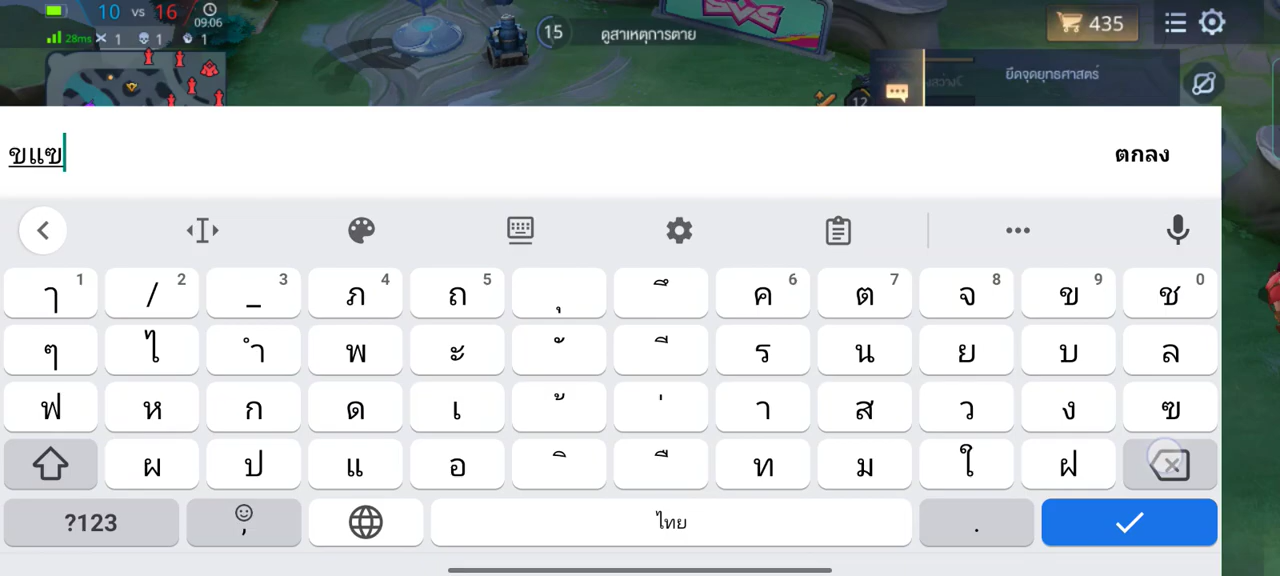 10 vs 16 09:06
28ms 1 1 1
15 ดูสาเหตุการตาย
435
ยึดจุดยุทธศาสตร์
12
ขแฃ
ตกลง
ๅ 1 / 2 _ 3 ภ 4 ถ 5 ุ ึ ค 6 ต 7 จ 8 ข 9 ช 0
ๆ ไ ำ พ ะ ั ี ร น ย บ ล
ฟ ห ก ด เ ้ ่ า ส ว ง ฃ
ผ ป แ อ ิ ื ท ม ใ ฝ
?123 , ไทย .